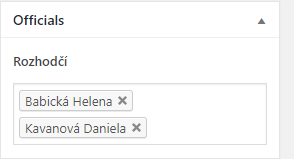 Officials
Rozhodčí
Babická Helena
Kavanová Daniela